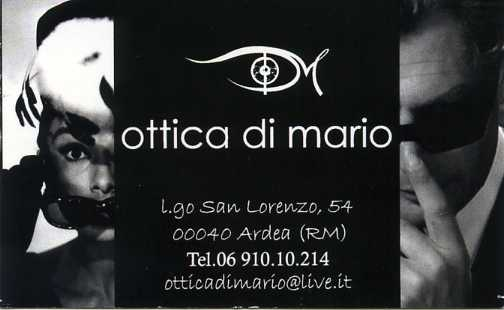 ottica di mario
l.go San Lorenzo, 54
00040 Ardea (RM)
Tel.06 910.10.214
otticadimario@live.it